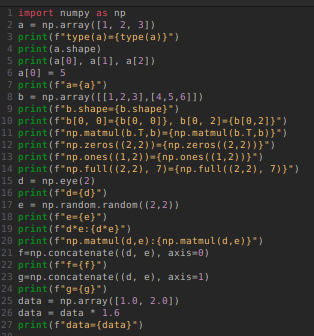 1 import numpy as np
2 a = np.array([1, 2, 3])
3 print(f"type(a)={type(a)}")
4 print(a.shape)
5 print(a[0], a[1], a[2])
6 a[0] = 5
7 print(f"a={a}")
8 b = np.array([[1,2,3],[4,5,6]])
9 print(f"b.shape={b.shape}")
10 print(f"b[0, 0]={b[0, 0]}, b[0, 2]={b[0,2]}")
11 print(f"np.matmul(b.T,b)={np.matmul(b.T,b)}")
12 print(f"np.zeros((2,2))={np.zeros((2,2))}")
13 print(f"np.ones((1,2))={np.ones((1,2))}")
14 print(f"np.full((2,2), 7)={np.full((2,2), 7)}")
15 d = np.eye(2)
16 print(f"d={d}")
17 e = np.random.random((2,2))
18 print(f"e={e}")
19 print(f"d*e:{d*e}")
20 print(f"np.matmul(d,e):{np.matmul(d,e)}")
21 f=np.concatenate((d, e), axis=0)
22 print(f"f={f}")
23 g=np.concatenate((d, e), axis=1)
24 print(f"g={g}")
25 data = np.array([1.0, 2.0])
26 data = data * 1.6
27 print(f"data={data}")